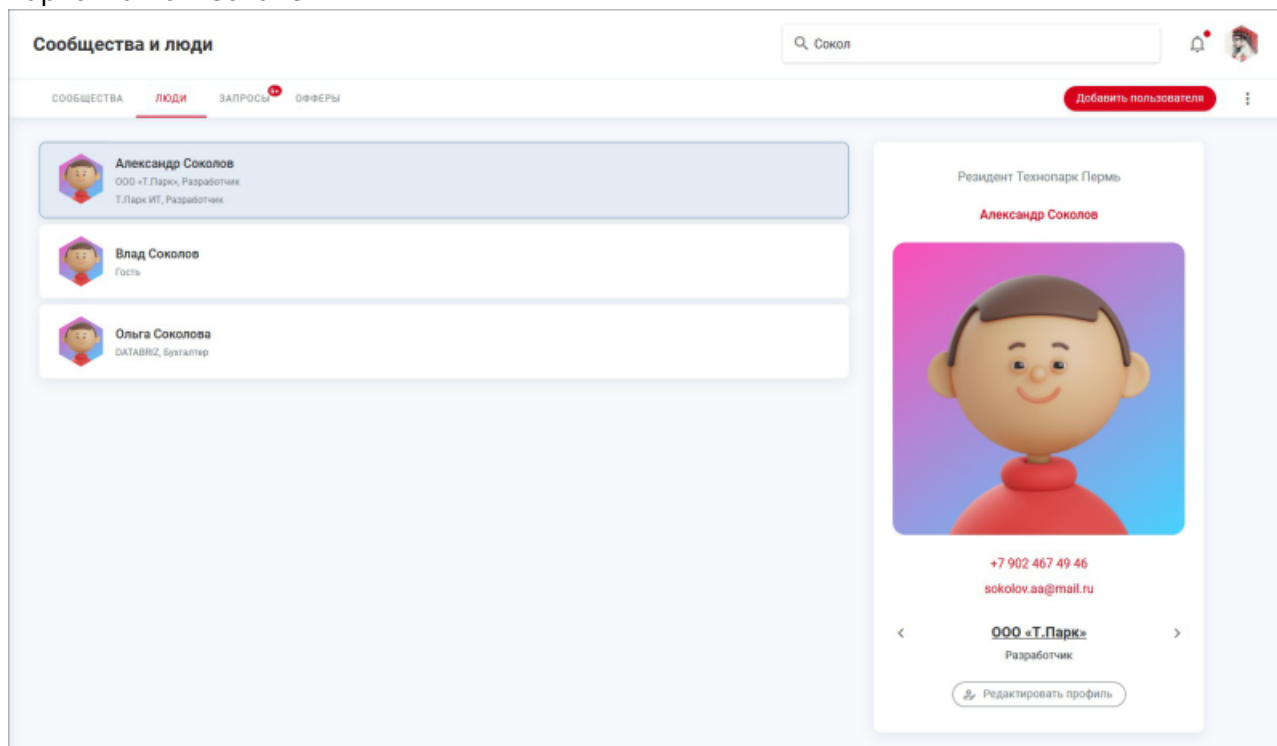 Сообщества и люди
Сокол
СООБЩЕСТВА ЛЮДИ ЗАПРОСЫ ОФФЕРЫ
Добавить пользователя
Александр Соколов
ООО «Т.Парк», Разработчик
Т.Парк ИТ, Разработчик
Влад Соколов
Гость
Ольга Соколова
DATABRIZ, Бухгалтер
Резидент Технопарк Пермь
Александр Соколов
+7 902 467 49 46
sokolov.aa@mail.ru
ООО «Т.Парк»
Разработчик
Редактировать профиль